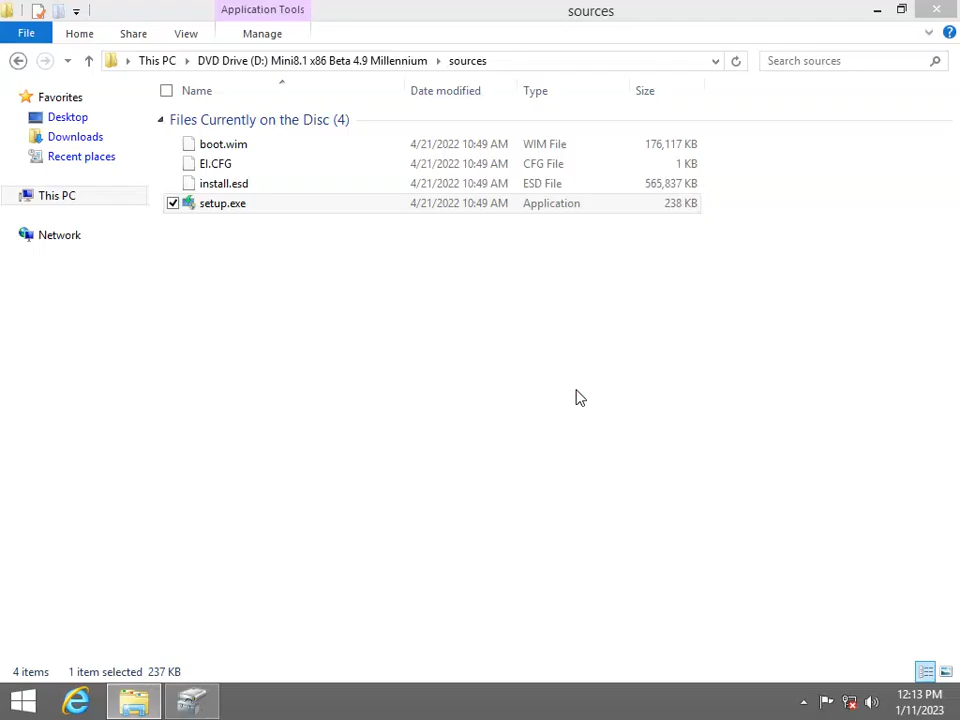 Application Tools
sources
File
Home
Share
View
Manage
This PC
DVD Drive (D:) Mini8.1 x86 Beta 4.9 Millennium
sources
Search sources
Favorites
Desktop
Downloads
Recent places
This PC
Network
Name
Date modified
Type
Size
Files Currently on the Disc (4)
boot.wim 4/21/2022 10:49 AM WIM File 176,117 KB
EI.CFG 4/21/2022 10:49 AM CFG File 1 KB
install.esd 4/21/2022 10:49 AM ESD File 565,837 KB
setup.exe 4/21/2022 10:49 AM Application 238 KB
4 items 1 item selected 237 KB
12:13 PM
1/11/2023